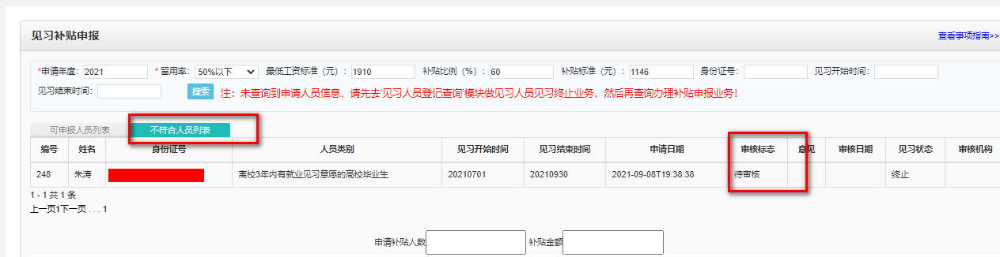 见习补贴申报 查看事项指南>>
*申请年度： 2021 * 留用率： 50%以下 最低工资标准（元）： 1910 补贴比例（%）： 60 补贴标准（元）： 1146 身份证号： 见习开始时间：
见习结束时间： 搜索 注：未查询到申请人员信息，请先去'见习人员登记查询'模块做见习人员见习终止业务，然后再查询办理补贴申报业务！
可申报人员列表 不符合人员列表
编号 姓名 身份证号 人员类别 见习开始时间 见习结束时间 申请日期 审核标志 意见 审核日期 见习状态 审核机构
248 朱涛 离校3年内有就业见习意愿的高校毕业生 20210701 20210930 2021-09-08T19:38:38 待审核 终止
1 - 1 共 1 条
上一页1下一页 . . . 1
申请补贴人数 补贴金额